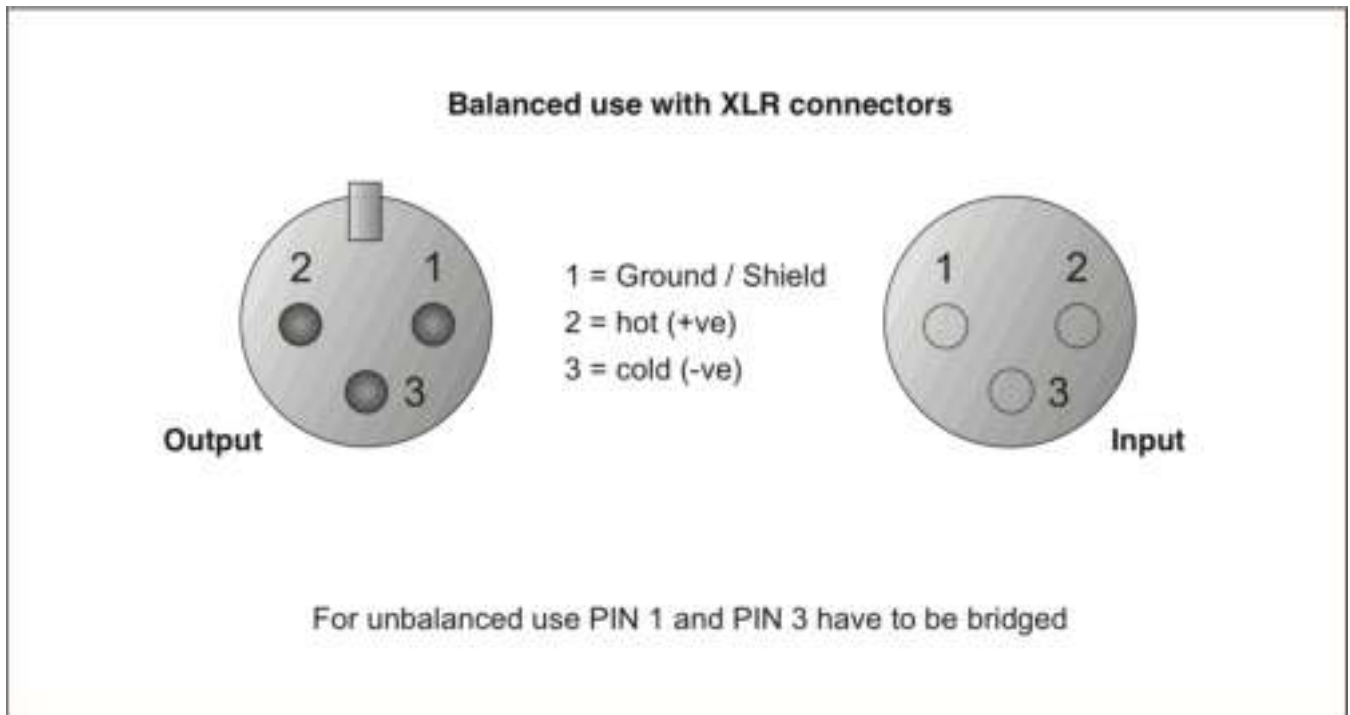 Balanced use with XLR connectors
2 1
3
Output
1 = Ground / Shield
2 = hot (+ve)
3 = cold (-ve)
1 2
3
Input
For unbalanced use PIN 1 and PIN 3 have to be bridged